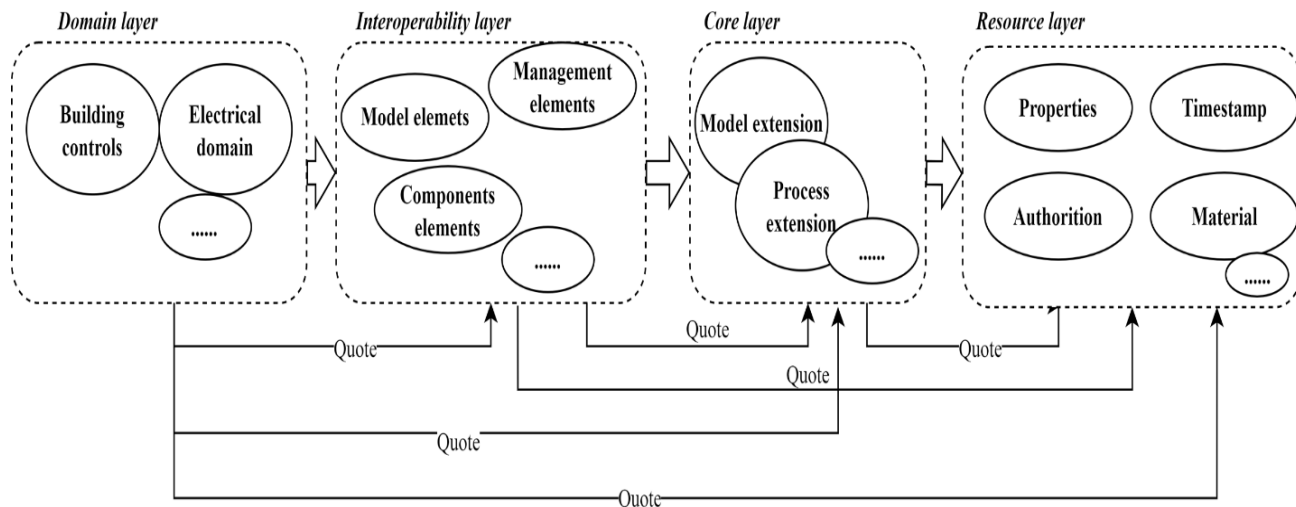 Domain layer
Interoperability layer
Core layer
Resource layer
Building
controls
Electrical
domain
......
Model elemets
Management
elements
Components
elements
......
Model extension
Process
extension
......
Properties
Timestamp
Authorition
Material
......
Quote
Quote
Quote
Quote
Quote
Quote